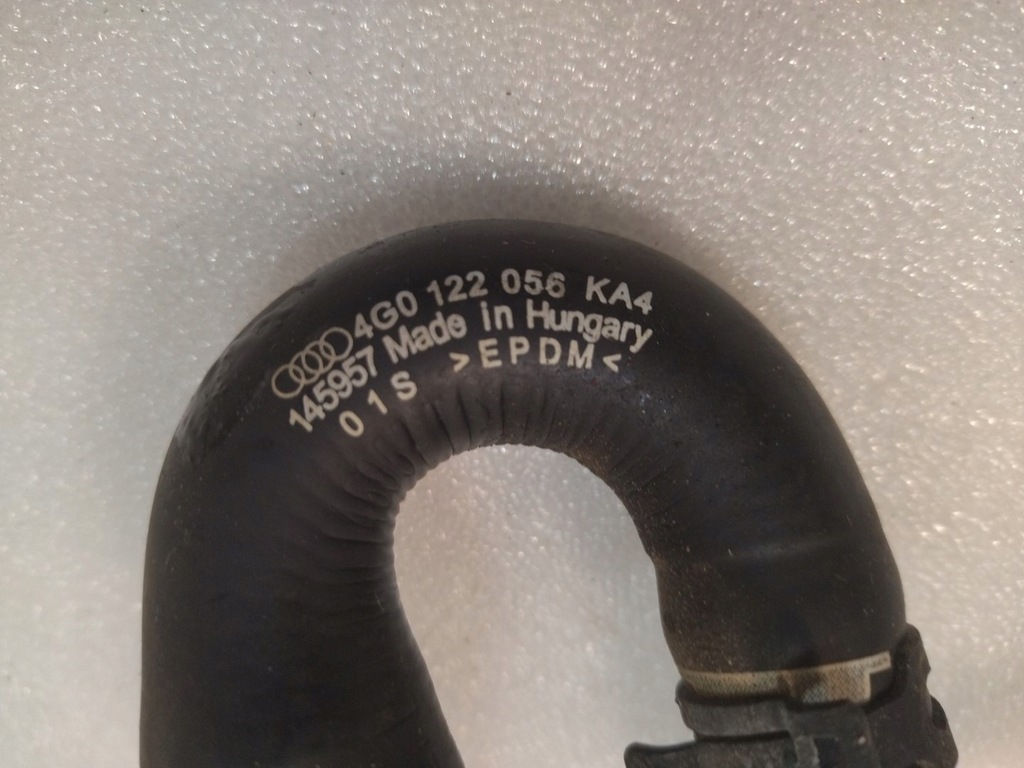 4G0 122 056 KA4
145957 Made in Hungary
0 1 S >EPDM<